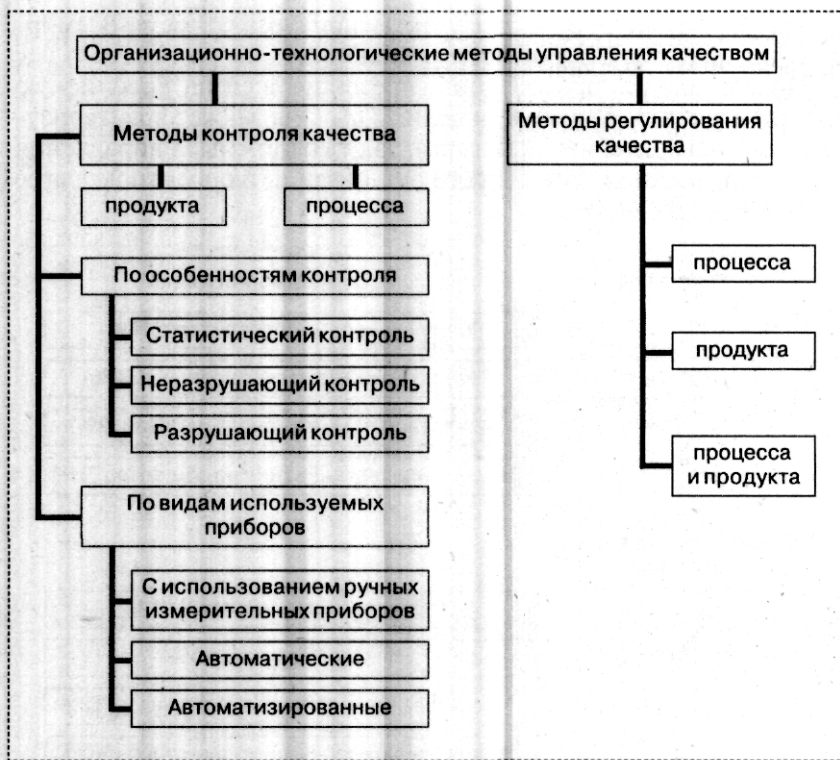 Организационно-технологические методы управления качеством
Методы контроля качества
продукта
процесса
По особенностям контроля
Статистический контроль
Неразрушающий контроль
Разрушающий контроль
По видам используемых
приборов
С использованием ручных
измерительных приборов
Автоматические
Автоматизированные
Методы регулирования
качества
процесса
продукта
процесса
и продукта